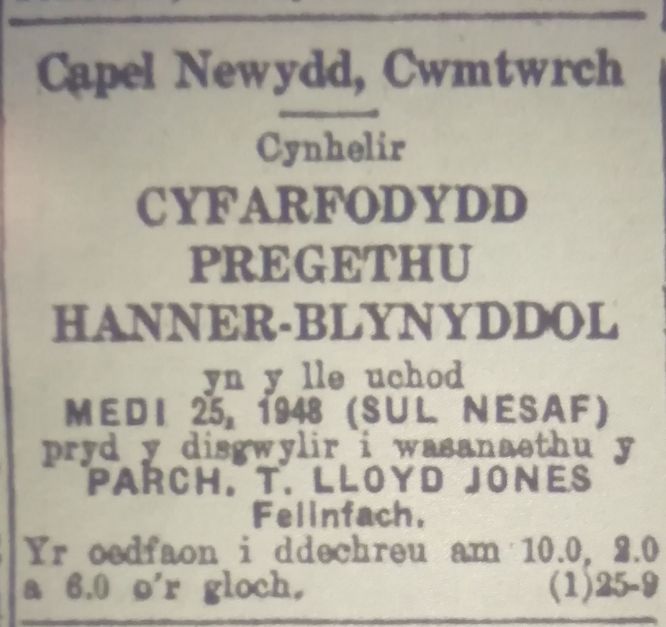 Capel Newydd, Cwmtwrch
Cynhelir
CYFARFODYDD
PREGETHU
HANNER-BLYNYDDOL
yn y lle uchod
MEDI 25, 1948 (SUL NESAF)
pryd y disgwylir i wasanaethu y
PARCH. T. LLOYD JONES
Felinfach.
Yr oedfaon i ddechreu am 10.0, 2.0
a 6.0 o'r gloch. (1)25-9